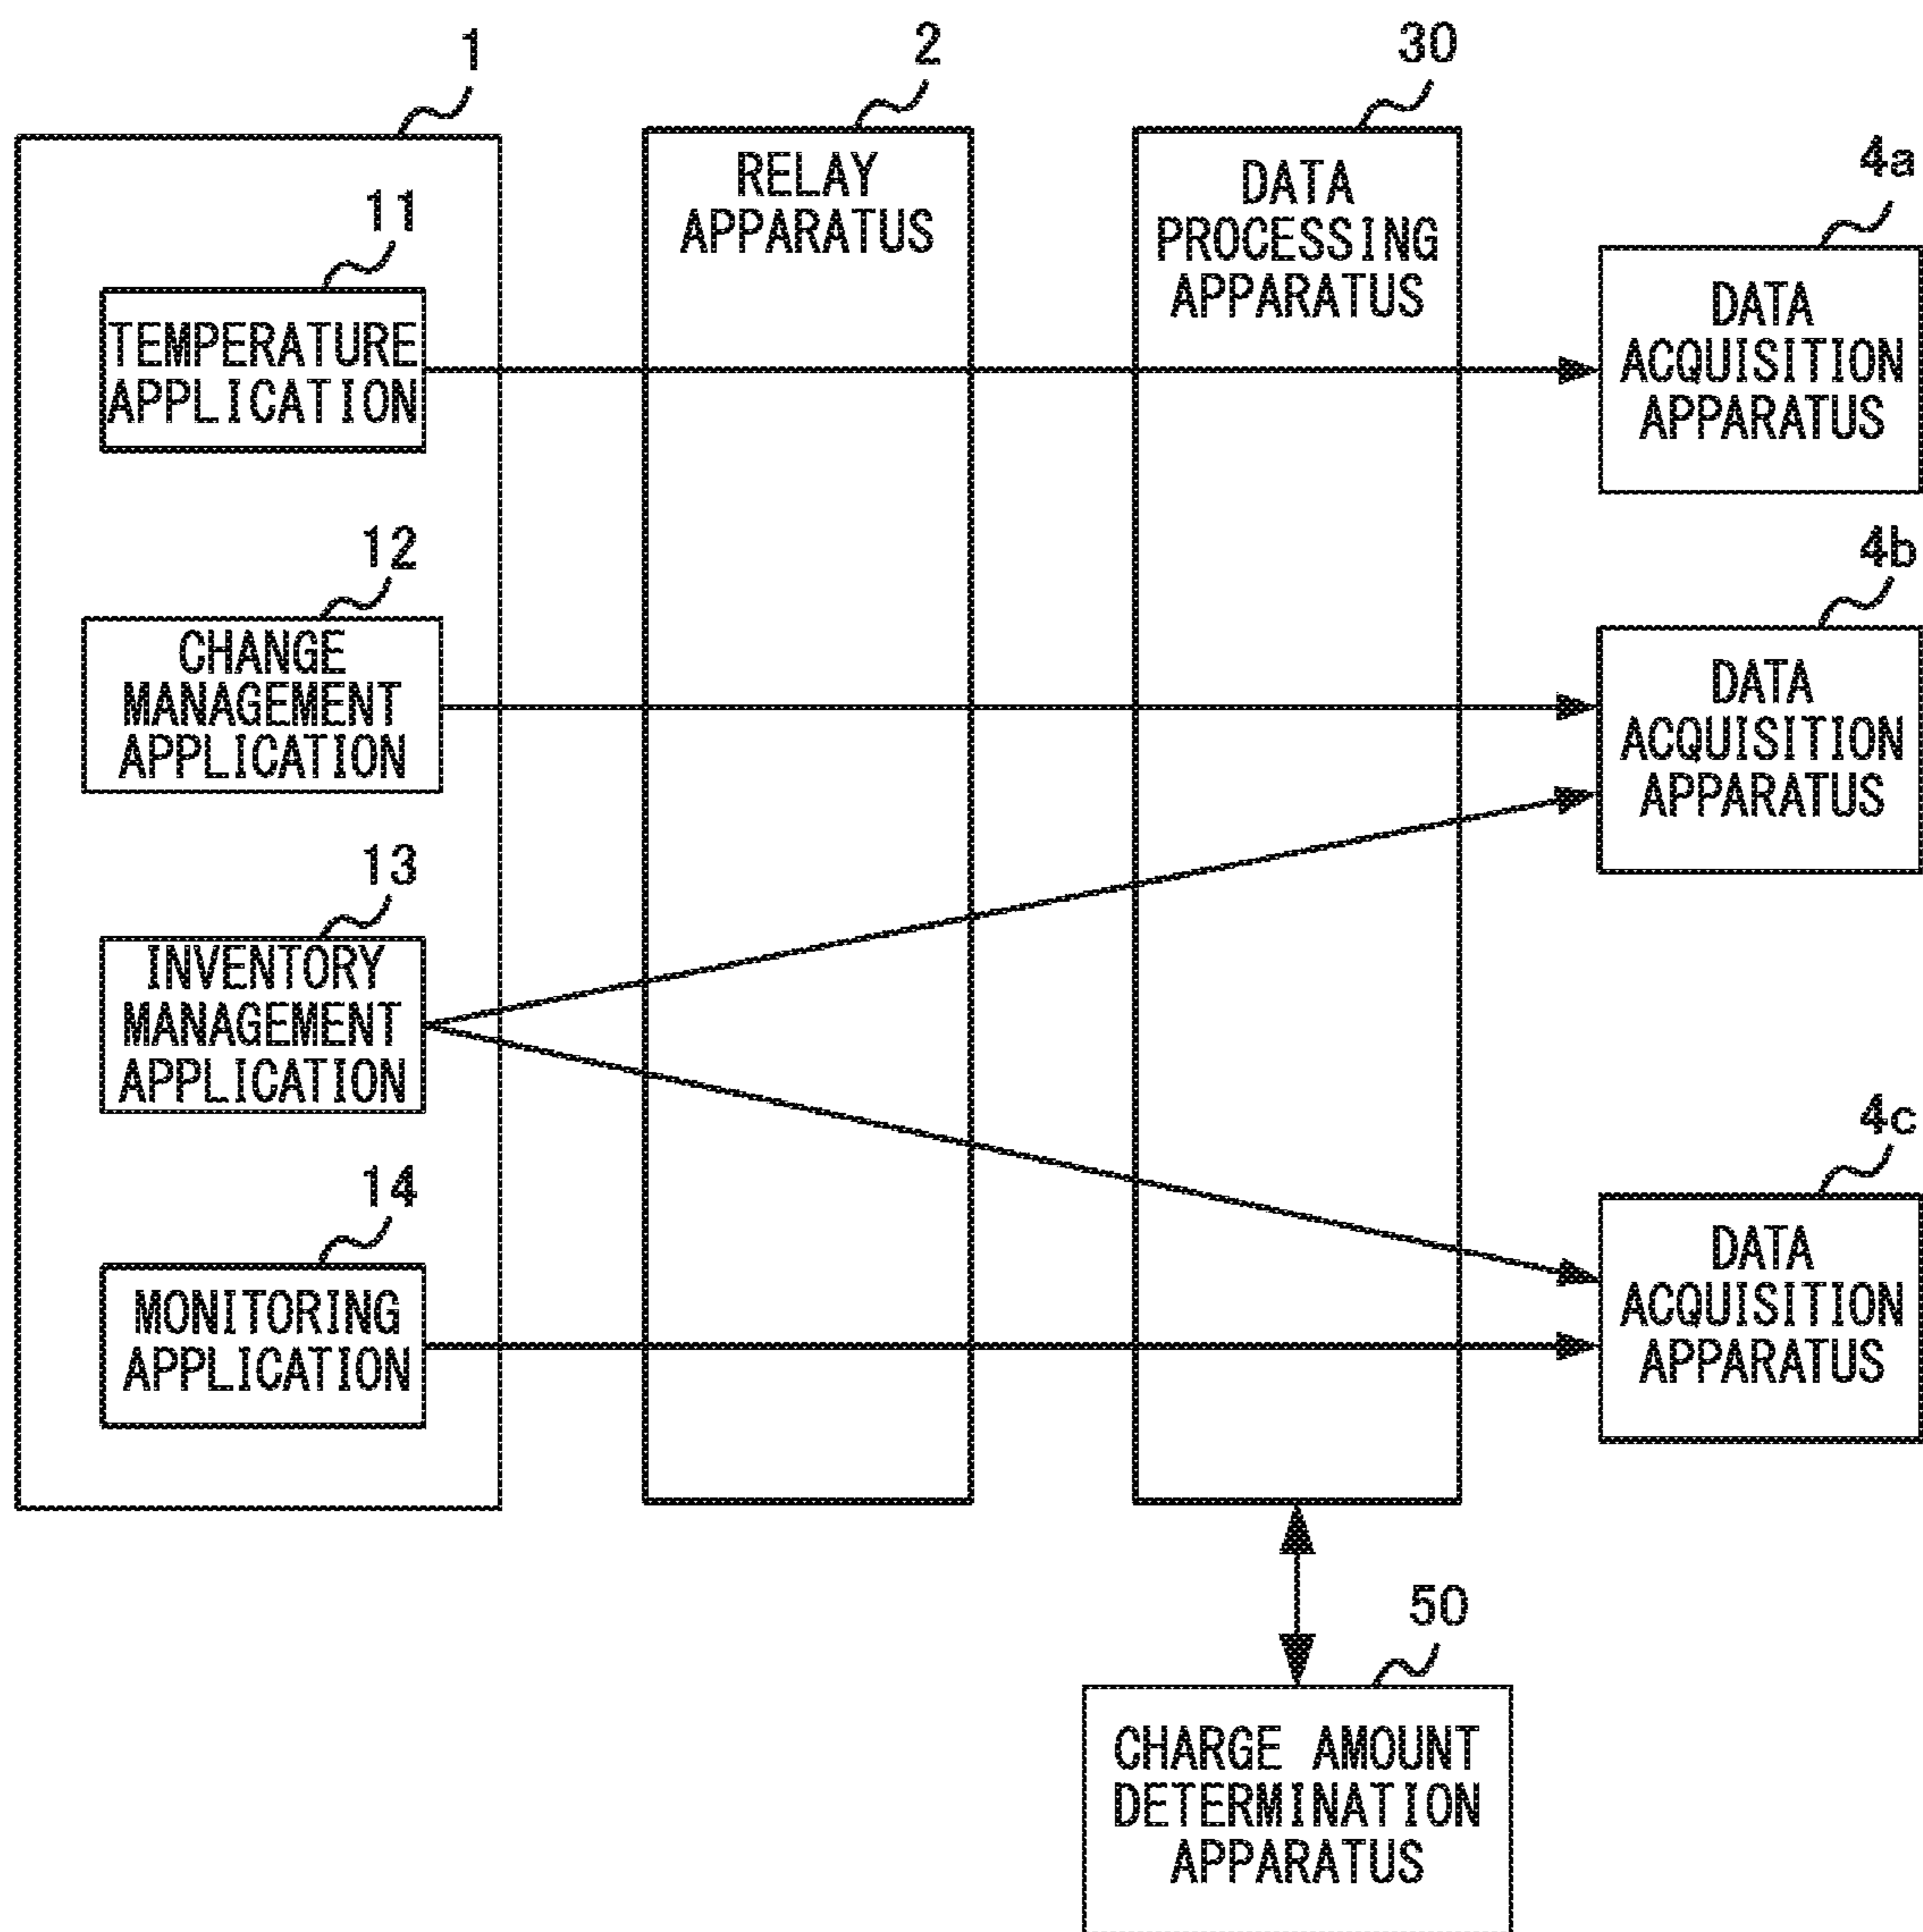 1
2
30
RELAY
APPARATUS
DATA
PROCESSING
APPARATUS
4a
DATA
ACQUISITION
APPARATUS
11
TEMPERATURE
APPLICATION
12
CHANGE
MANAGEMENT
APPLICATION
4b
DATA
ACQUISITION
APPARATUS
13
INVENTORY
MANAGEMENT
APPLICATION
4c
DATA
ACQUISITION
APPARATUS
14
MONITORING
APPLICATION
50
CHARGE AMOUNT
DETERMINATION
APPARATUS